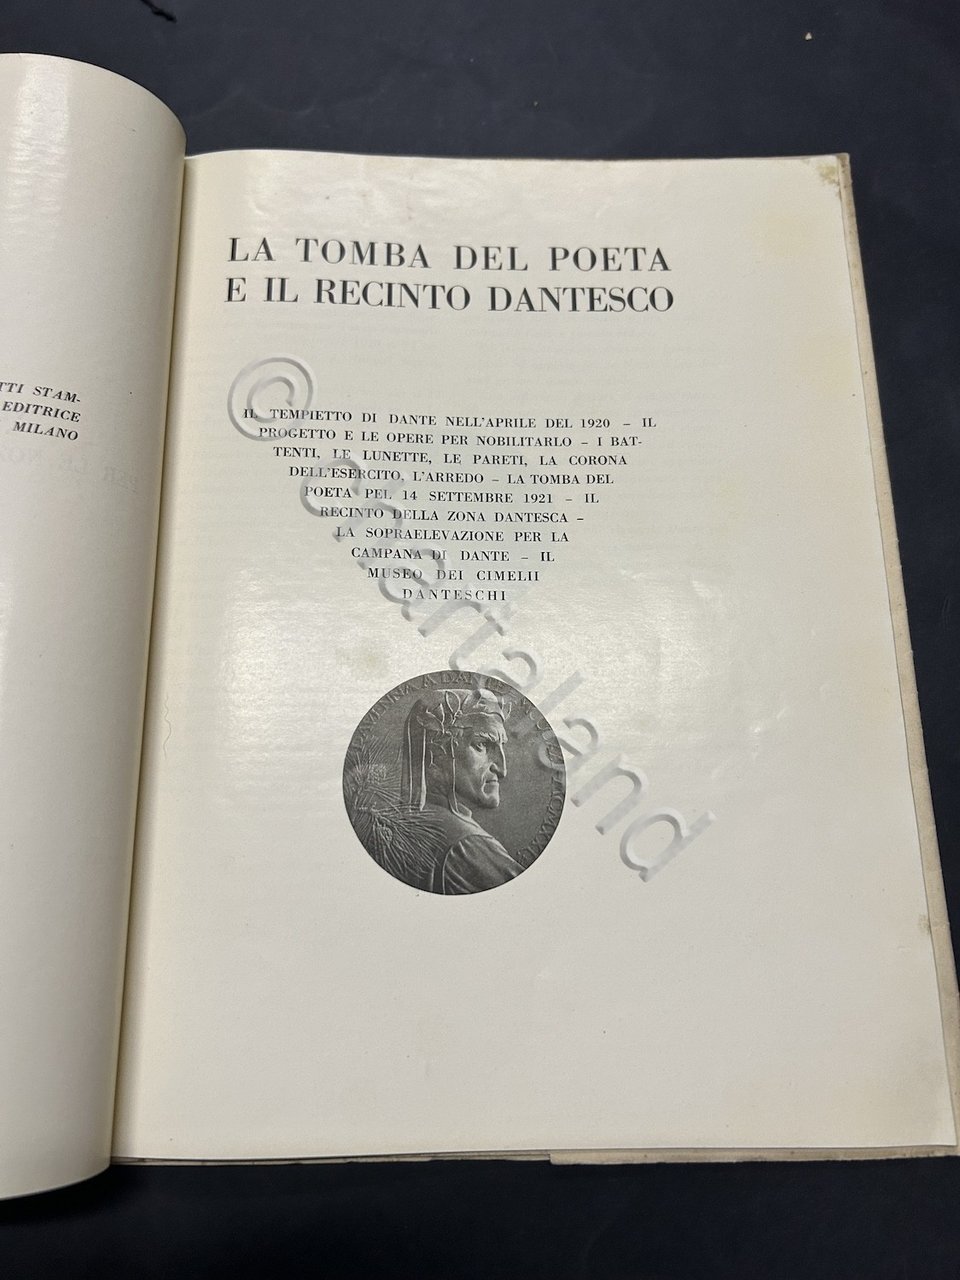 TTI STAM-
EDITRICE
MILANO
LA TOMBA DEL POETA
E IL RECINTO DANTESCO
IL TEMPIETTO DI DANTE NELL'APRILE DEL 1920 – IL
PROGETTO E LE OPERE PER NOBILITARLO – I BAT-
TENTI, LE LUNETTE, LE PARETI, LA CORONA
DELL'ESERCITO, L'ARREDO – LA TOMBA DEL
POETA PEL 14 SETTEMBRE 1921 – IL
RECINTO DELLA ZONA DANTESCA –
LA SOPRAELEVAZIONE PER LA
CAMPANA DI DANTE – IL
MUSEO DEI CIMELII
DANTESCHI
RAVENNA A DANTE
© chartaland